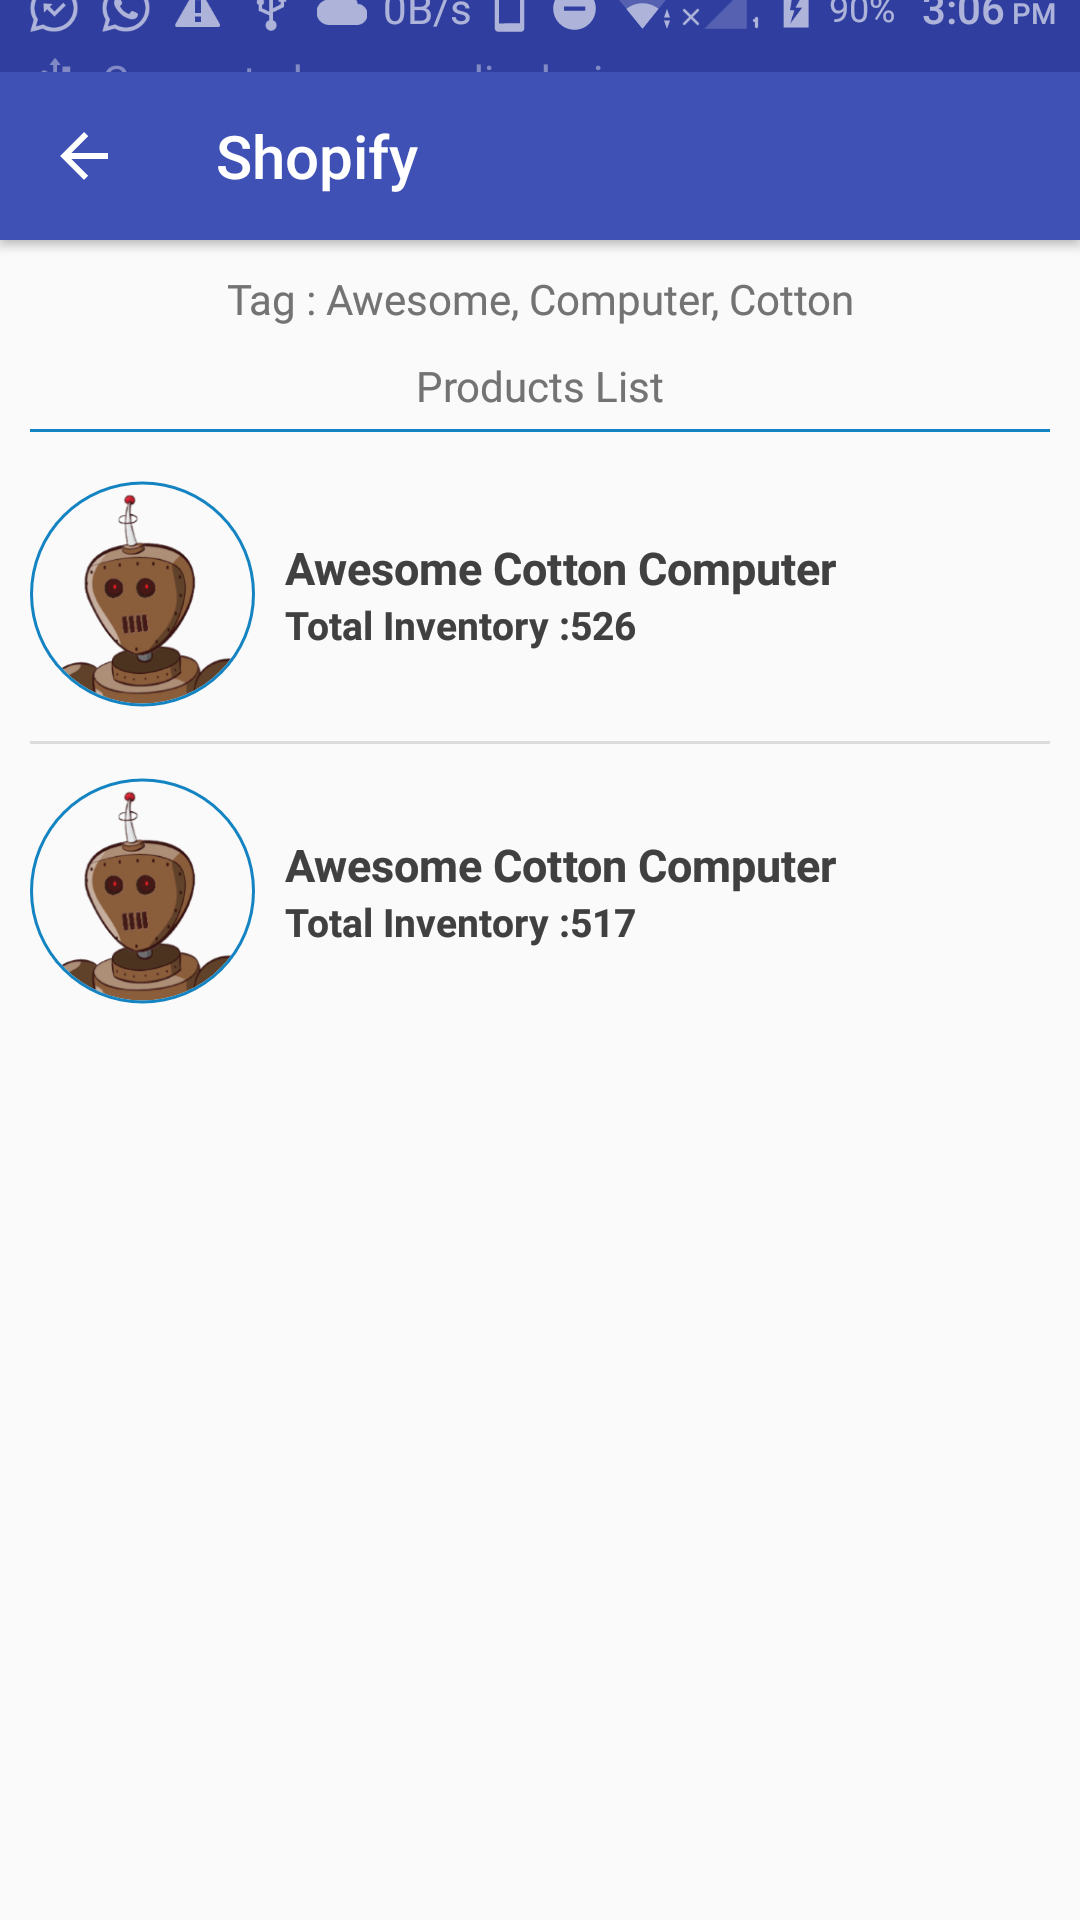 0B/s 90% 3:06 PM
Shopify
Tag : Awesome, Computer, Cotton
Products List
Awesome Cotton Computer
Total Inventory :526
Awesome Cotton Computer
Total Inventory :517